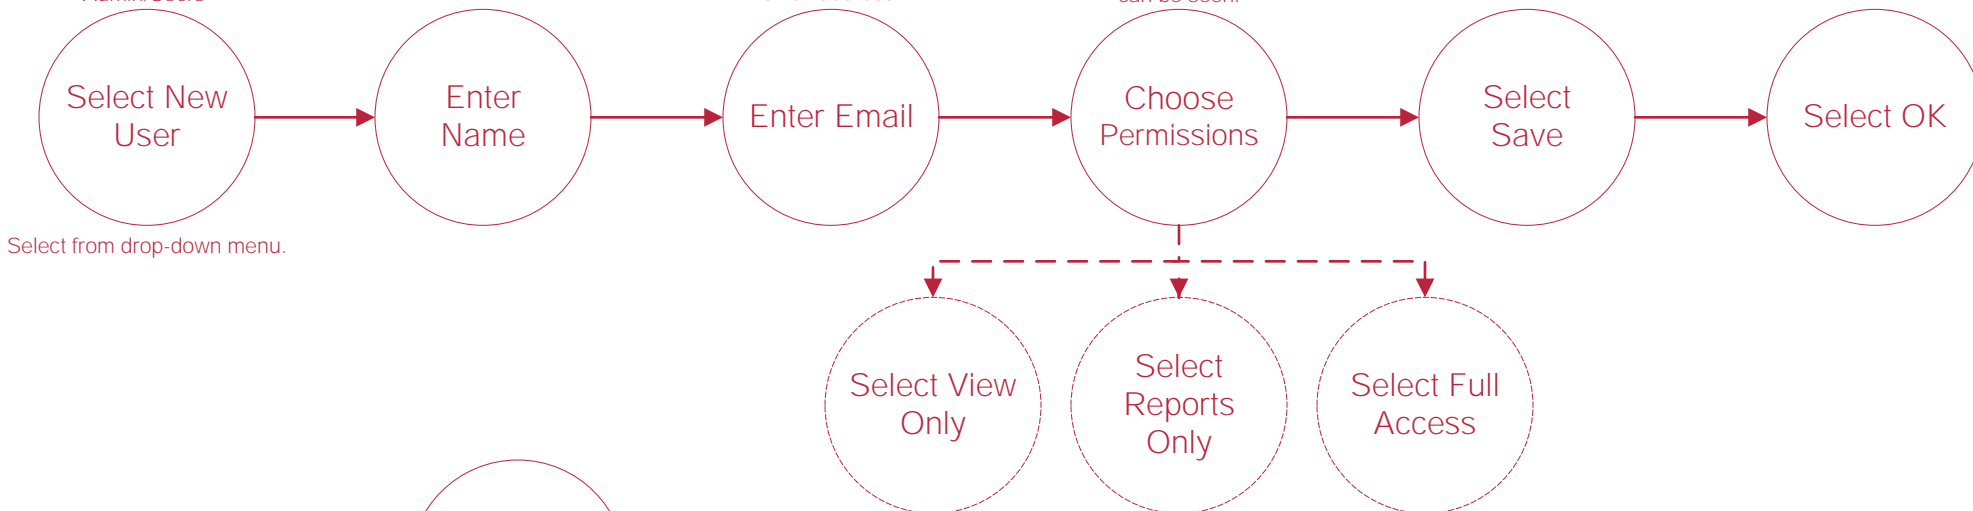 Select New
User
Enter
Name
Enter Email
Choose
Permissions
Select
Save
Select OK
Select from drop-down menu.
Select View
Only
Select
Reports
Only
Select Full
Access